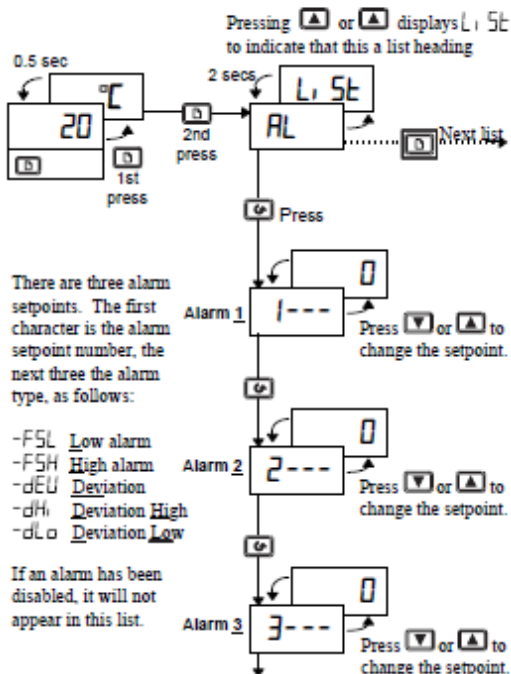 Pressing ▲ or ▲ displays Li St
to indicate that this a list heading
0.5 sec
°C
20
1st
press
2nd
press
2 secs
Li St
AL
Next list
Press
There are three alarm
setpoints. The first
character is the alarm
setpoint number, the
next three the alarm
type, as follows:
-FSL Low alarm
-FSH High alarm
-dEU Deviation
-dHi Deviation High
-dLo Deviation Low
If an alarm has been
disabled, it will not
appear in this list.
Alarm 1
0
1---
Press ▼ or ▲ to
change the setpoint.
Alarm 2
0
2---
Press ▼ or ▲ to
change the setpoint.
Alarm 3
0
3---
Press ▼ or ▲ to
change the setpoint.